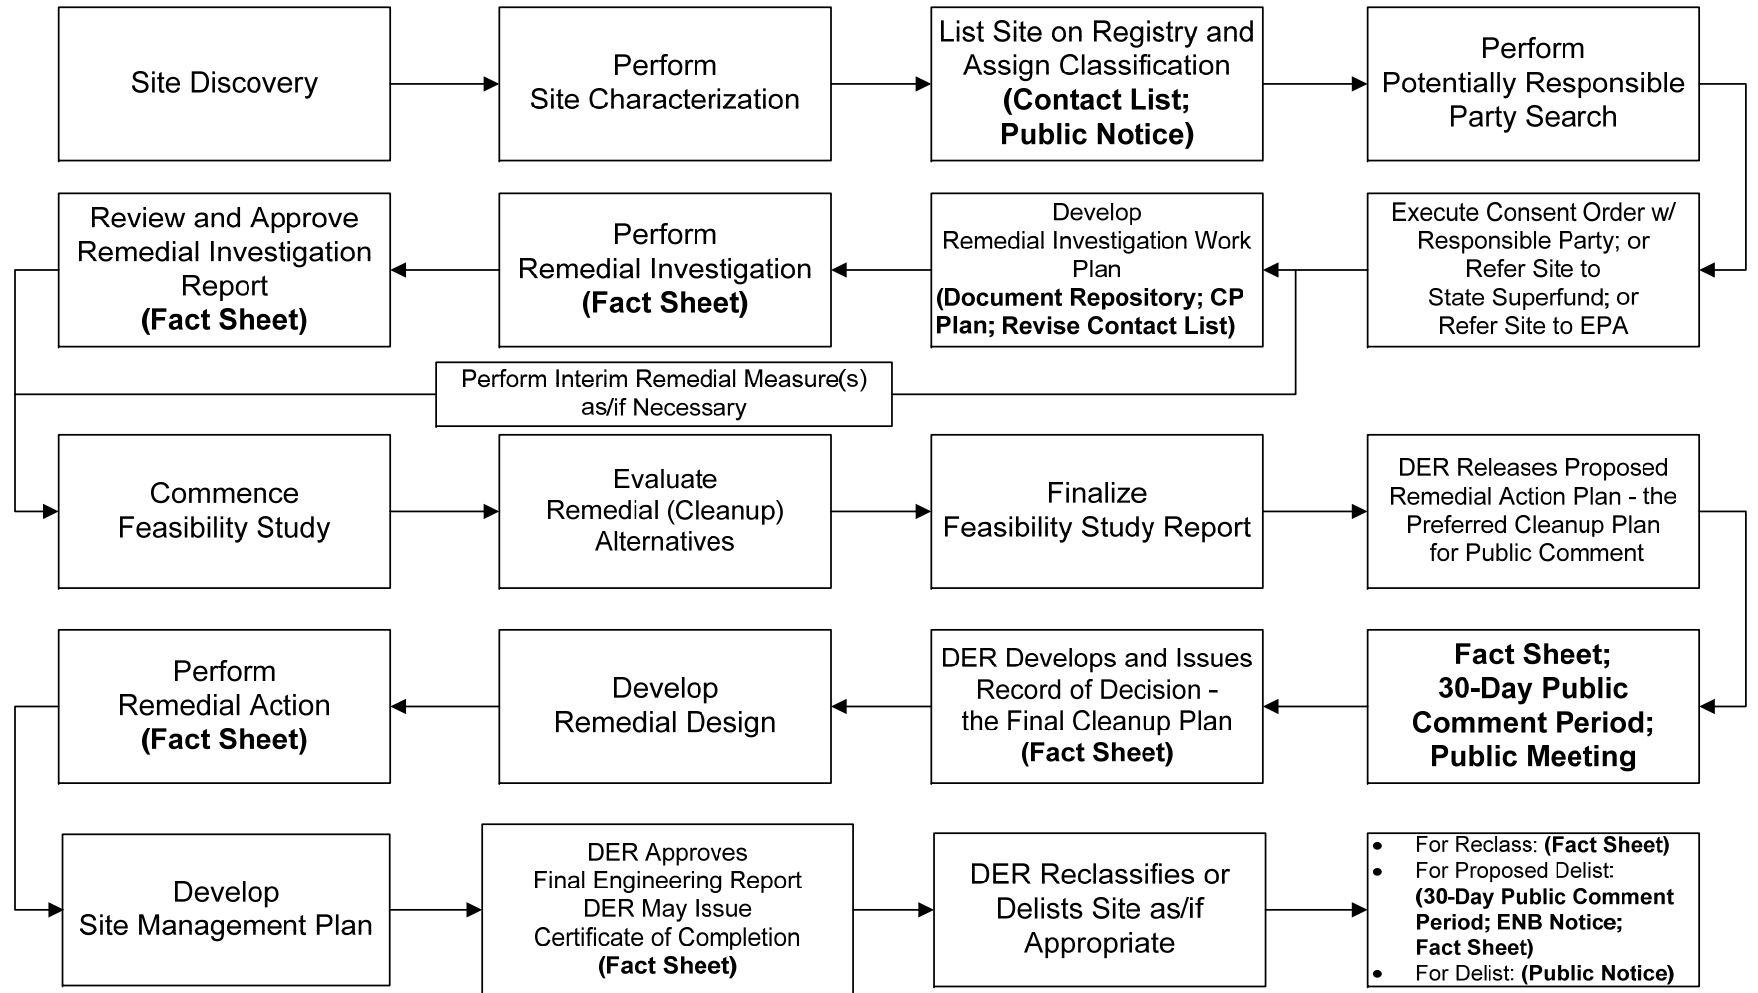 Site Discovery
Perform
Site Characterization
List Site on Registry and
Assign Classification
(Contact List;
Public Notice)
Perform
Potentially Responsible
Party Search
Review and Approve
Remedial Investigation
Report
(Fact Sheet)
Perform
Remedial Investigation
(Fact Sheet)
Develop
Remedial Investigation Work
Plan
(Document Repository; CP
Plan; Revise Contact List)
Execute Consent Order w/
Responsible Party; or
Refer Site to
State Superfund; or
Refer Site to EPA
Perform Interim Remedial Measure(s)
as/if Necessary
Commence
Feasibility Study
Evaluate
Remedial (Cleanup)
Alternatives
Finalize
Feasibility Study Report
DER Releases Proposed
Remedial Action Plan - the
Preferred Cleanup Plan
for Public Comment
Perform
Remedial Action
(Fact Sheet)
Develop
Remedial Design
DER Develops and Issues
Record of Decision -
the Final Cleanup Plan
(Fact Sheet)
Fact Sheet;
30-Day Public
Comment Period;
Public Meeting
Develop
Site Management Plan
DER Approves
Final Engineering Report
DER May Issue
Certificate of Completion
(Fact Sheet)
DER Reclassifies or
Delists Site as/if
Appropriate
• For Reclass: (Fact Sheet)
• For Proposed Delist:
(30-Day Public Comment
Period; ENB Notice;
Fact Sheet)
• For Delist: (Public Notice)